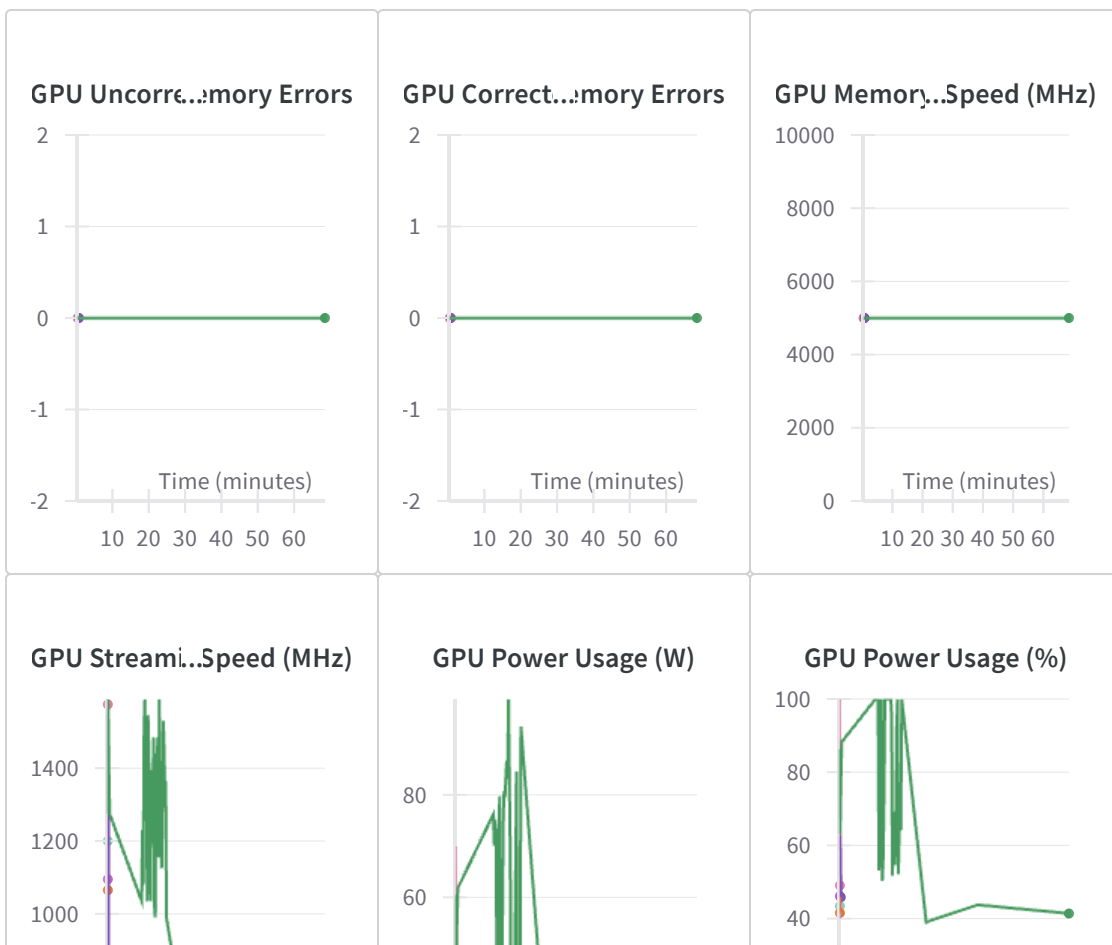 GPU Uncorre...emory Errors
2
1
0
-1
-2
Time (minutes)
10 20 30 40 50 60
GPU Correct...emory Errors
2
1
0
-1
-2
Time (minutes)
10 20 30 40 50 60
GPU Memory...Speed (MHz)
10000
8000
6000
4000
2000
0
Time (minutes)
10 20 30 40 50 60
GPU Streami...Speed (MHz)
1400
1200
1000
GPU Power Usage (W)
80
60
GPU Power Usage (%)
100
80
60
40